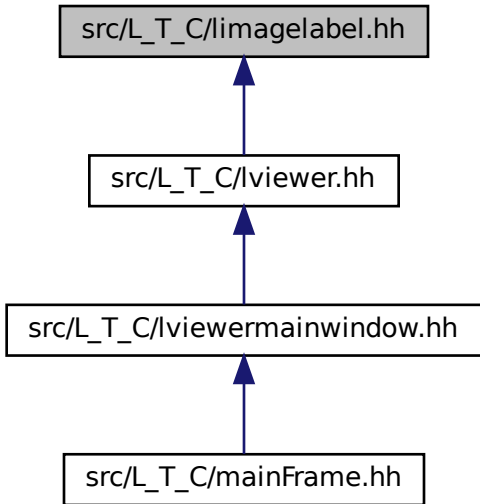 src/L_T_C/limagelabel.hh
src/L_T_C/lviewer.hh
src/L_T_C/lviewermainwindow.hh
src/L_T_C/mainFrame.hh